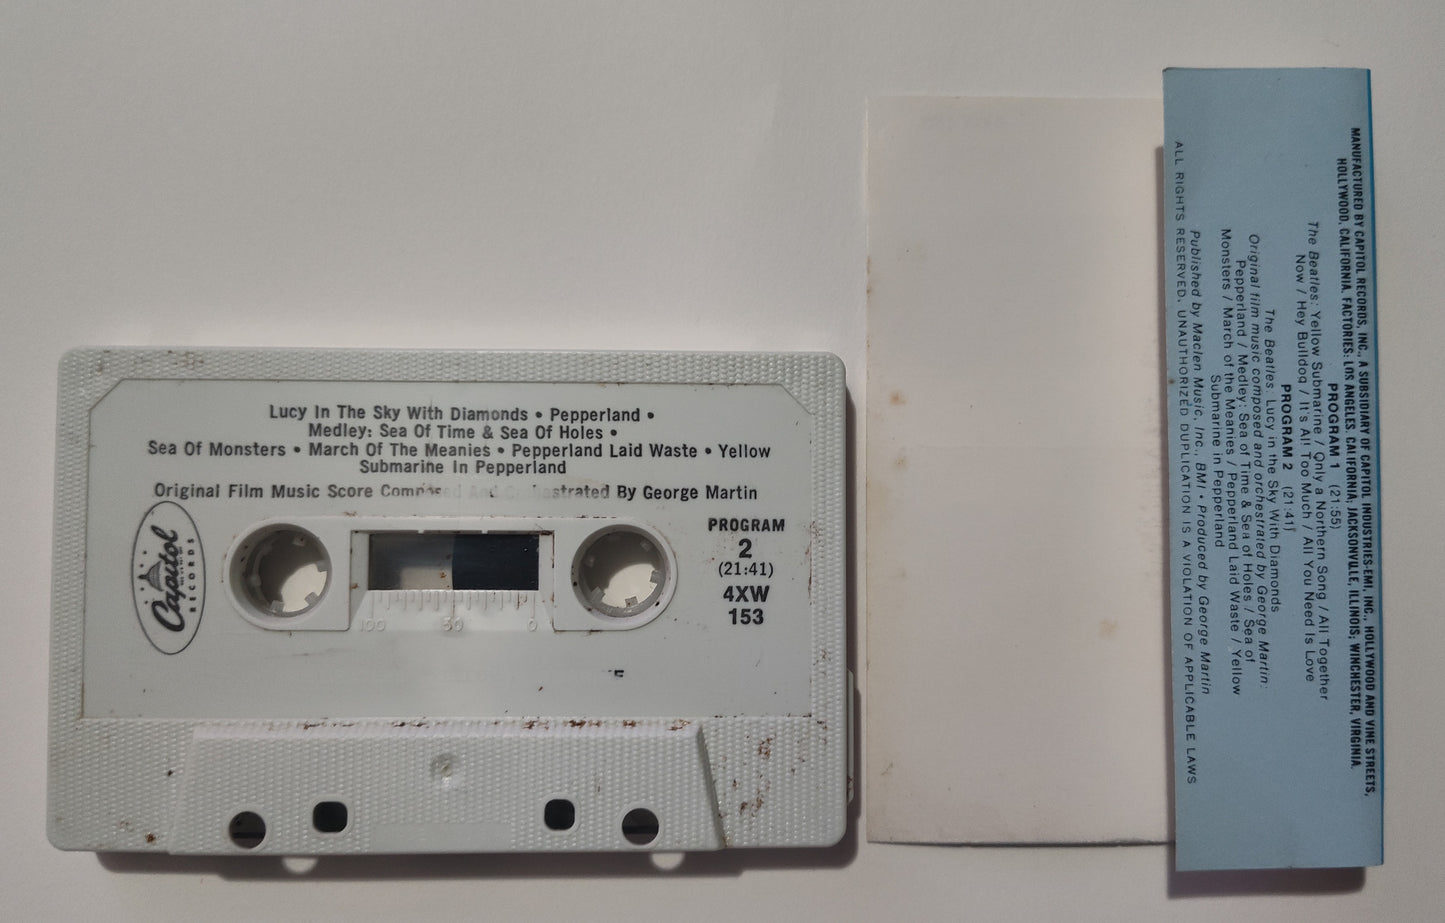 Lucy In The Sky With Diamonds • Pepperland •
Medley: Sea Of Time & Sea Of Holes •
Sea Of Monsters • March Of The Meanies • Pepperland Laid Waste • Yellow
Submarine In Pepperland
Original Film Music Score Composed And Orchestrated By George Martin
Capitol
RECORDS
PROGRAM
2
(21:41)
4XW
153
100 50 0
MANUFACTURED BY CAPITOL RECORDS, INC., A SUBSIDIARY OF CAPITOL INDUSTRIES-EMI, INC., HOLLYWOOD AND VINE STREETS,
HOLLYWOOD, CALIFORNIA. FACTORIES: LOS ANGELES, CALIFORNIA; JACKSONVILLE, ILLINOIS; WINCHESTER, VIRGINIA.
PROGRAM 1 (21:55)
The Beatles: Yellow Submarine / Only a Northern Song / All Together
Now / Hey Bulldog / It's All Too Much / All You Need Is Love
PROGRAM 2 (21:41)
The Beatles: Lucy in the Sky With Diamonds
Original film music composed and orchestrated by George Martin:
Pepperland / Medley: Sea of Time & Sea of Holes / Sea of
Monsters / March of the Meanies / Pepperland Laid Waste / Yellow
Submarine in Pepperland
Published by Maclen Music, Inc., BMI • Produced by George Martin
ALL RIGHTS RESERVED. UNAUTHORIZED DUPLICATION IS A VIOLATION OF APPLICABLE LAWS